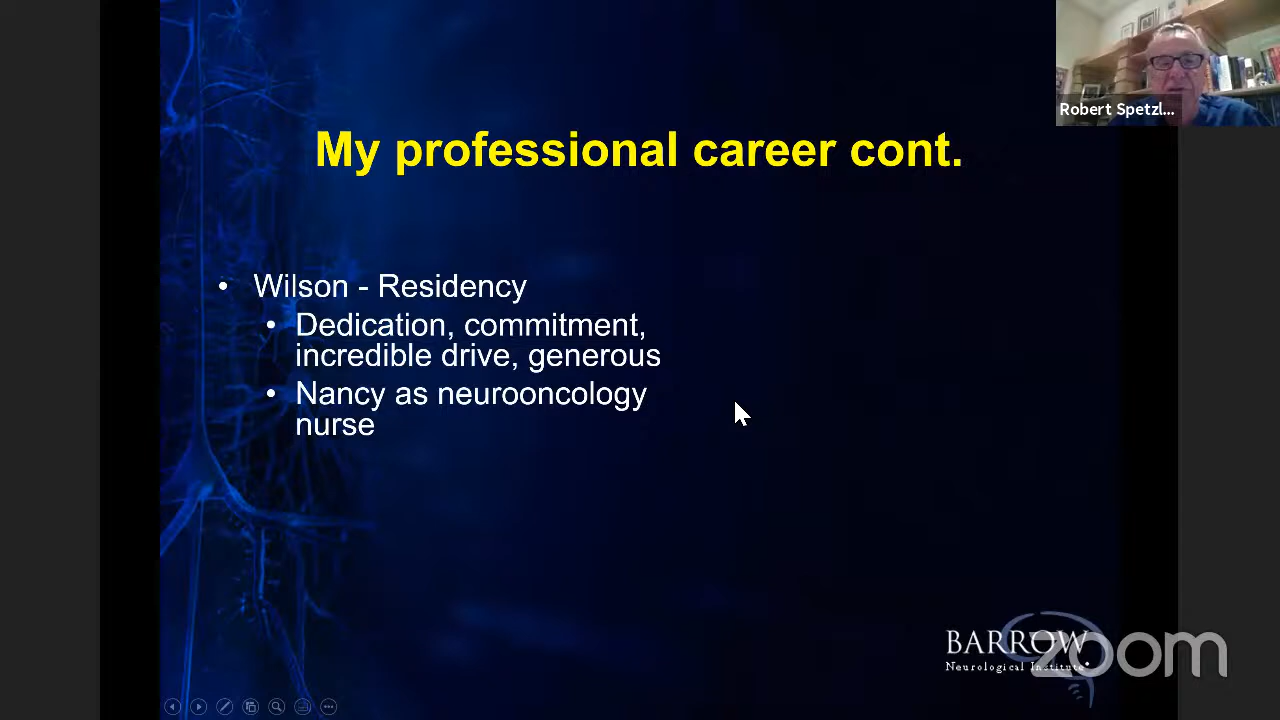 Robert Spetzl...
My professional career cont.
• Wilson - Residency
• Dedication, commitment,
incredible drive, generous
• Nancy as neurooncology
nurse
BARROW
Neurological Institute
zoom